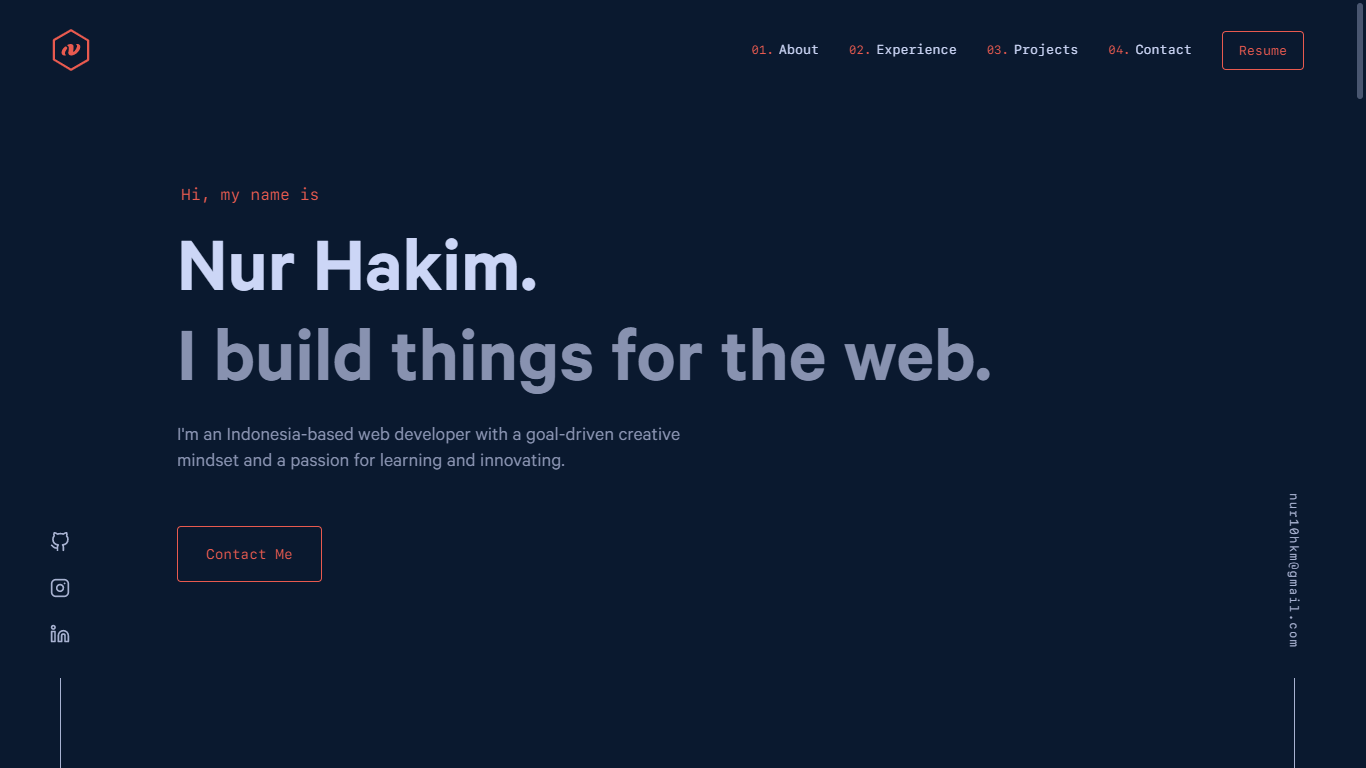 01. About
02. Experience
03. Projects
04. Contact
Resume
Hi, my name is
Nur Hakim.
I build things for the web.
I'm an Indonesia-based web developer with a goal-driven creative
mindset and a passion for learning and innovating.
Contact Me
nur10hkm@gmail.com